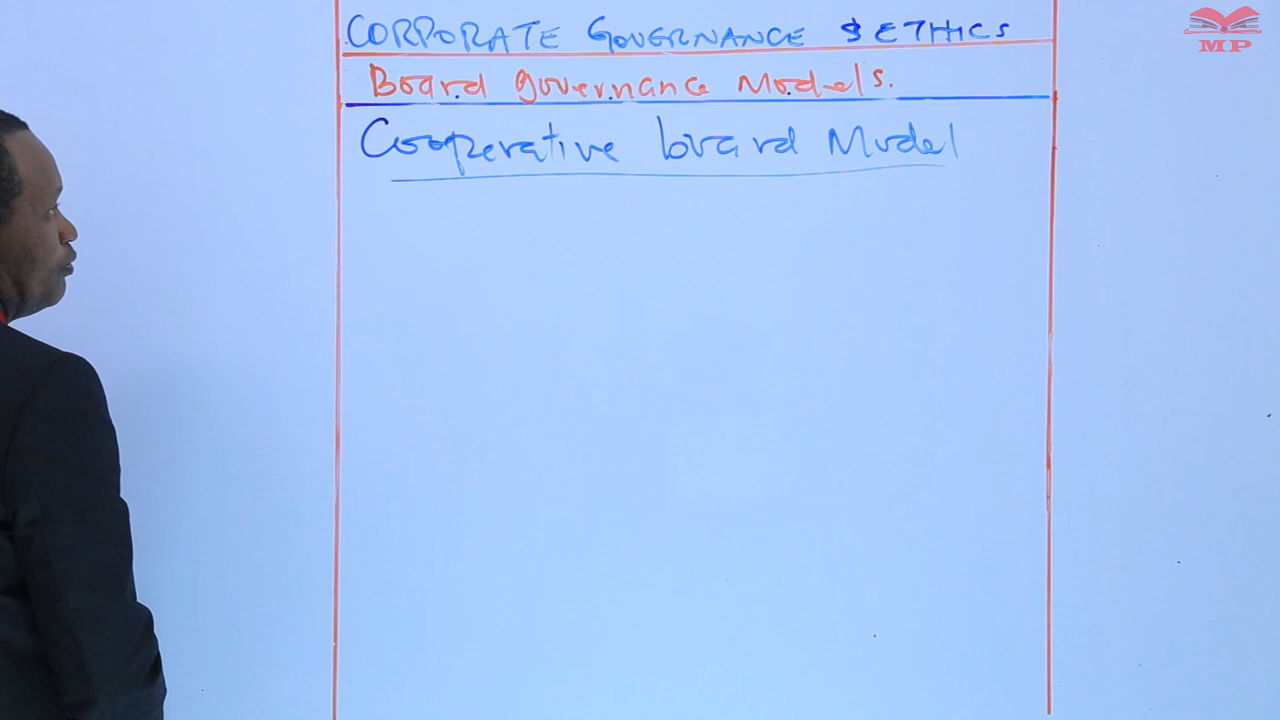 CORPORATE GOVERNANCE & ETHICS
MP
Board governance Models.
Cooperative board Model